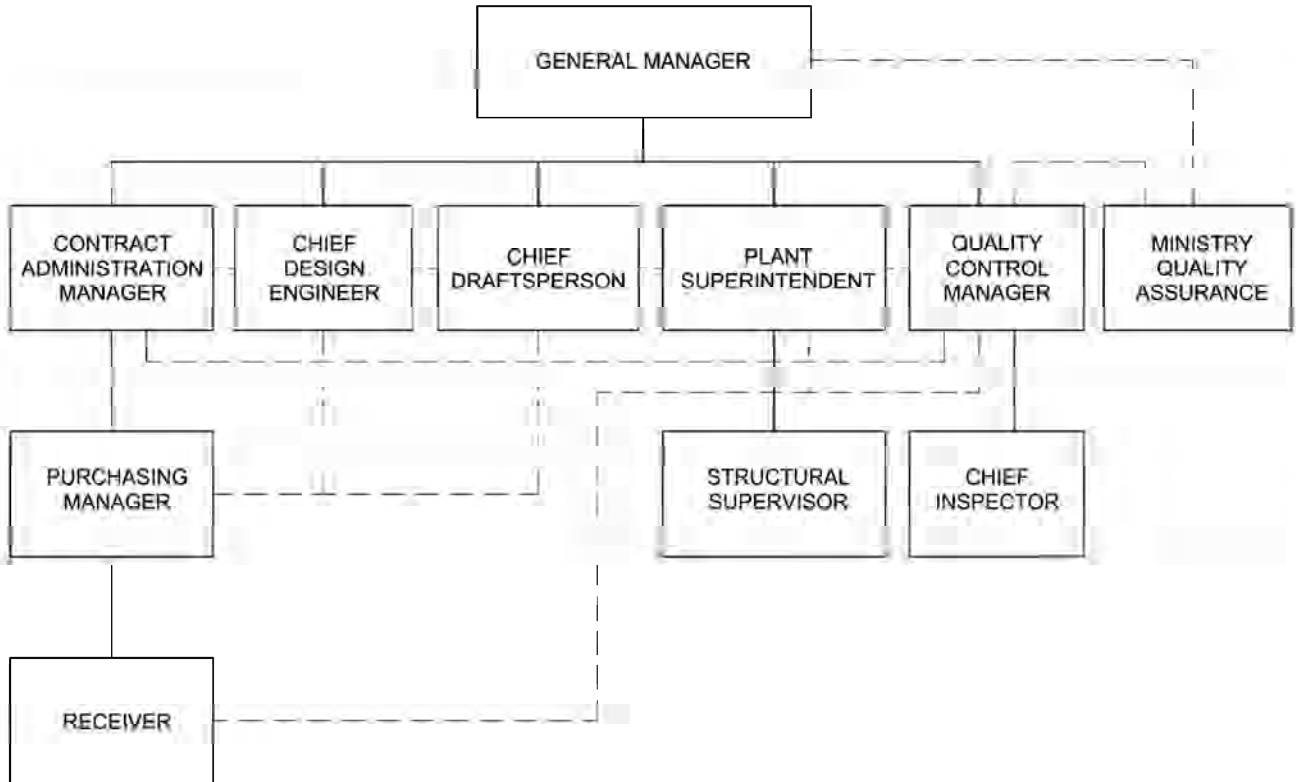 GENERAL MANAGER
CONTRACT
ADMINISTRATION
MANAGER
CHIEF
DESIGN
ENGINEER
CHIEF
DRAFTSPERSON
PLANT
SUPERINTENDENT
QUALITY
CONTROL
MANAGER
MINISTRY
QUALITY
ASSURANCE
PURCHASING
MANAGER
STRUCTURAL
SUPERVISOR
CHIEF
INSPECTOR
RECEIVER